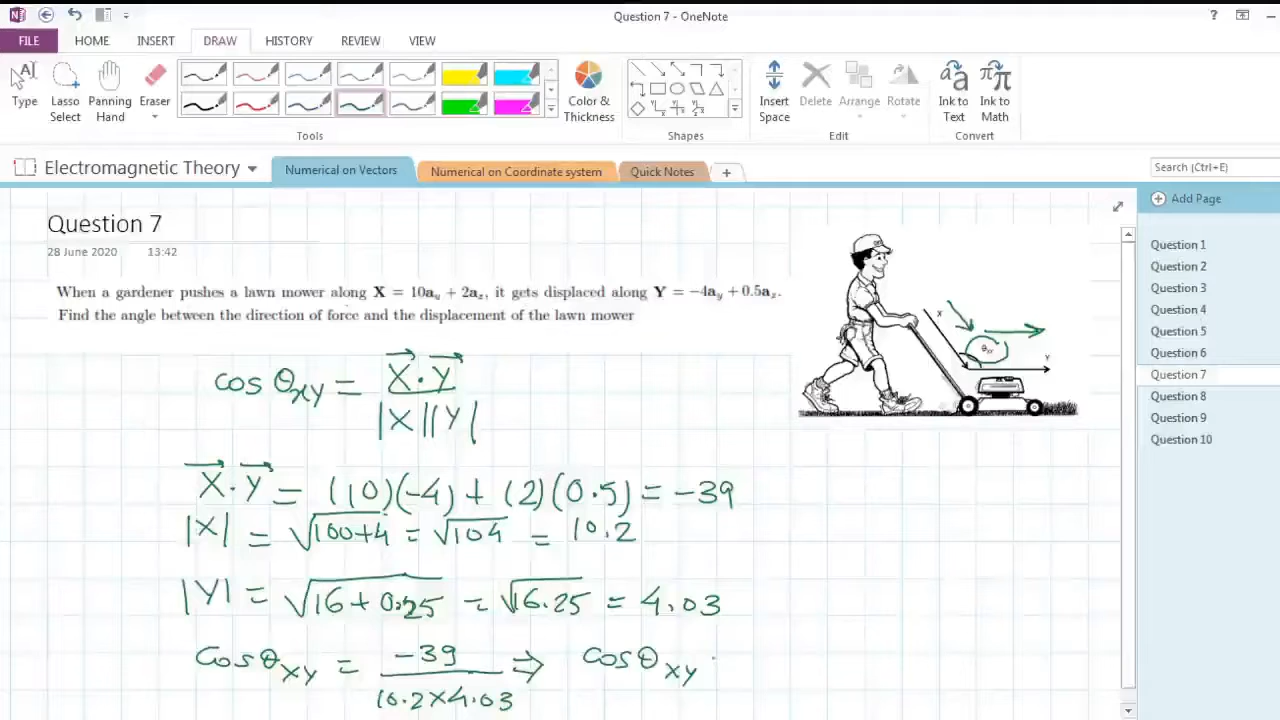 Question 7 - OneNote
?
FILE HOME INSERT DRAW HISTORY REVIEW VIEW
Type
Lasso Select
Panning Hand
Eraser
Color & Thickness
Insert Space
Delete
Arrange
Rotate
Ink to Text
Ink to Math
Tools
Shapes
Edit
Convert
Electromagnetic Theory
Numerical on Vectors
Numerical on Coordinate system
Quick Notes
+
Search (Ctrl+E)
Add Page
Question 1
Question 2
Question 3
Question 4
Question 5
Question 6
Question 7
Question 8
Question 9
Question 10
Question 7
28 June 2020 13:42
When a gardener pushes a lawn mower along X = 10a_y + 2a_z, it gets displaced along Y = −4a_y + 0.5a_z.
Find the angle between the direction of force and the displacement of the lawn mower
X
θ_XY
Y
cos θ_xy = X⃗·Y⃗ / |X||Y|
X⃗·Y⃗ = (10)(-4) + (2)(0.5) = -39
|X| = √100+4 = √104 = 10.2
|Y| = √16+0.25 = √16.25 = 4.03
Cosθ_XY = -39 / 10.2×4.03 ⇒ Cosθ_XY